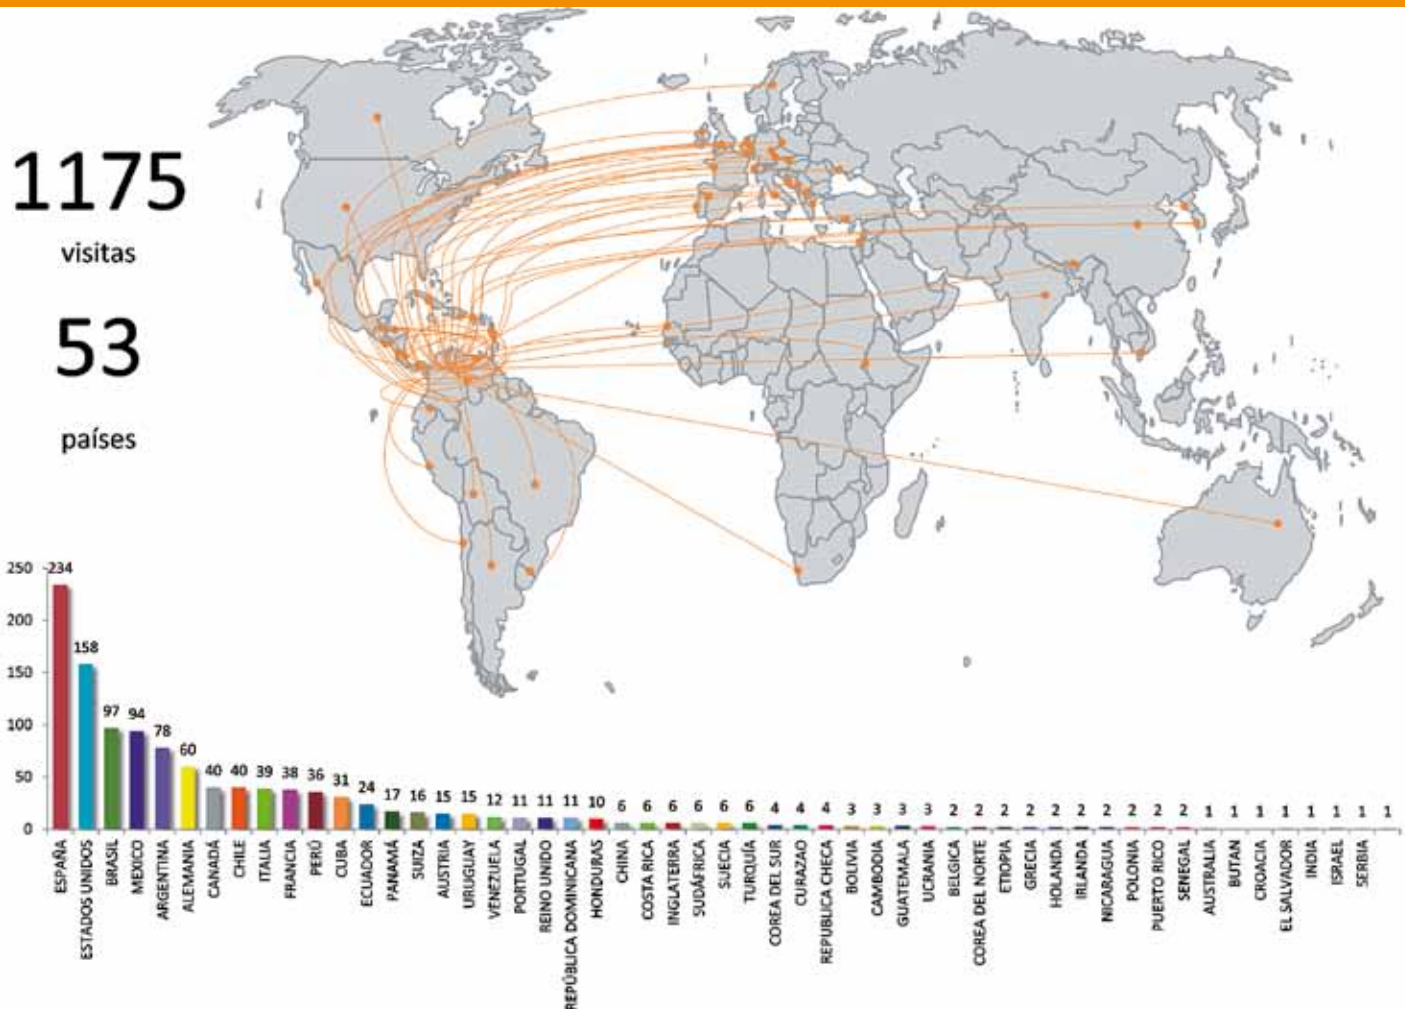 1175
visitas
53
países
250
200
150
100
50
0
234
158
97
94
78
60
40
40
39
38
36
31
24
17
16
15
15
12
11
11
11
10
6
6
6
6
6
6
4
4
4
3
3
3
3
2
2
2
2
2
2
2
2
2
2
1
1
1
1
1
1
1
1
ESPAÑA
ESTADOS UNIDOS
BRASIL
MEXICO
ARGENTINA
ALEMANIA
CANADÁ
CHILE
ITALIA
FRANCIA
PERÚ
CUBA
ECUADOR
PANAMÁ
SUIZA
AUSTRIA
URUGUAY
VENEZUELA
PORTUGAL
REINO UNIDO
REPÚBLICA DOMINICANA
HONDURAS
CHINA
COSTA RICA
INGLATERRA
SUDÁFRICA
SUECIA
TURQUÍA
COREA DEL SUR
CURAZAO
REPUBLICA CHECA
BOLIVIA
CAMBODIA
GUATEMALA
UCRANIA
BELGICA
COREA DEL NORTE
ETIOPIA
GRECIA
HOLANDA
IRLANDA
NICARAGUA
POLONIA
PUERTO RICO
SENEGAL
AUSTRALIA
BUTAN
CROACIA
EL SALVADOR
INDIA
ISRAEL
SERBIA